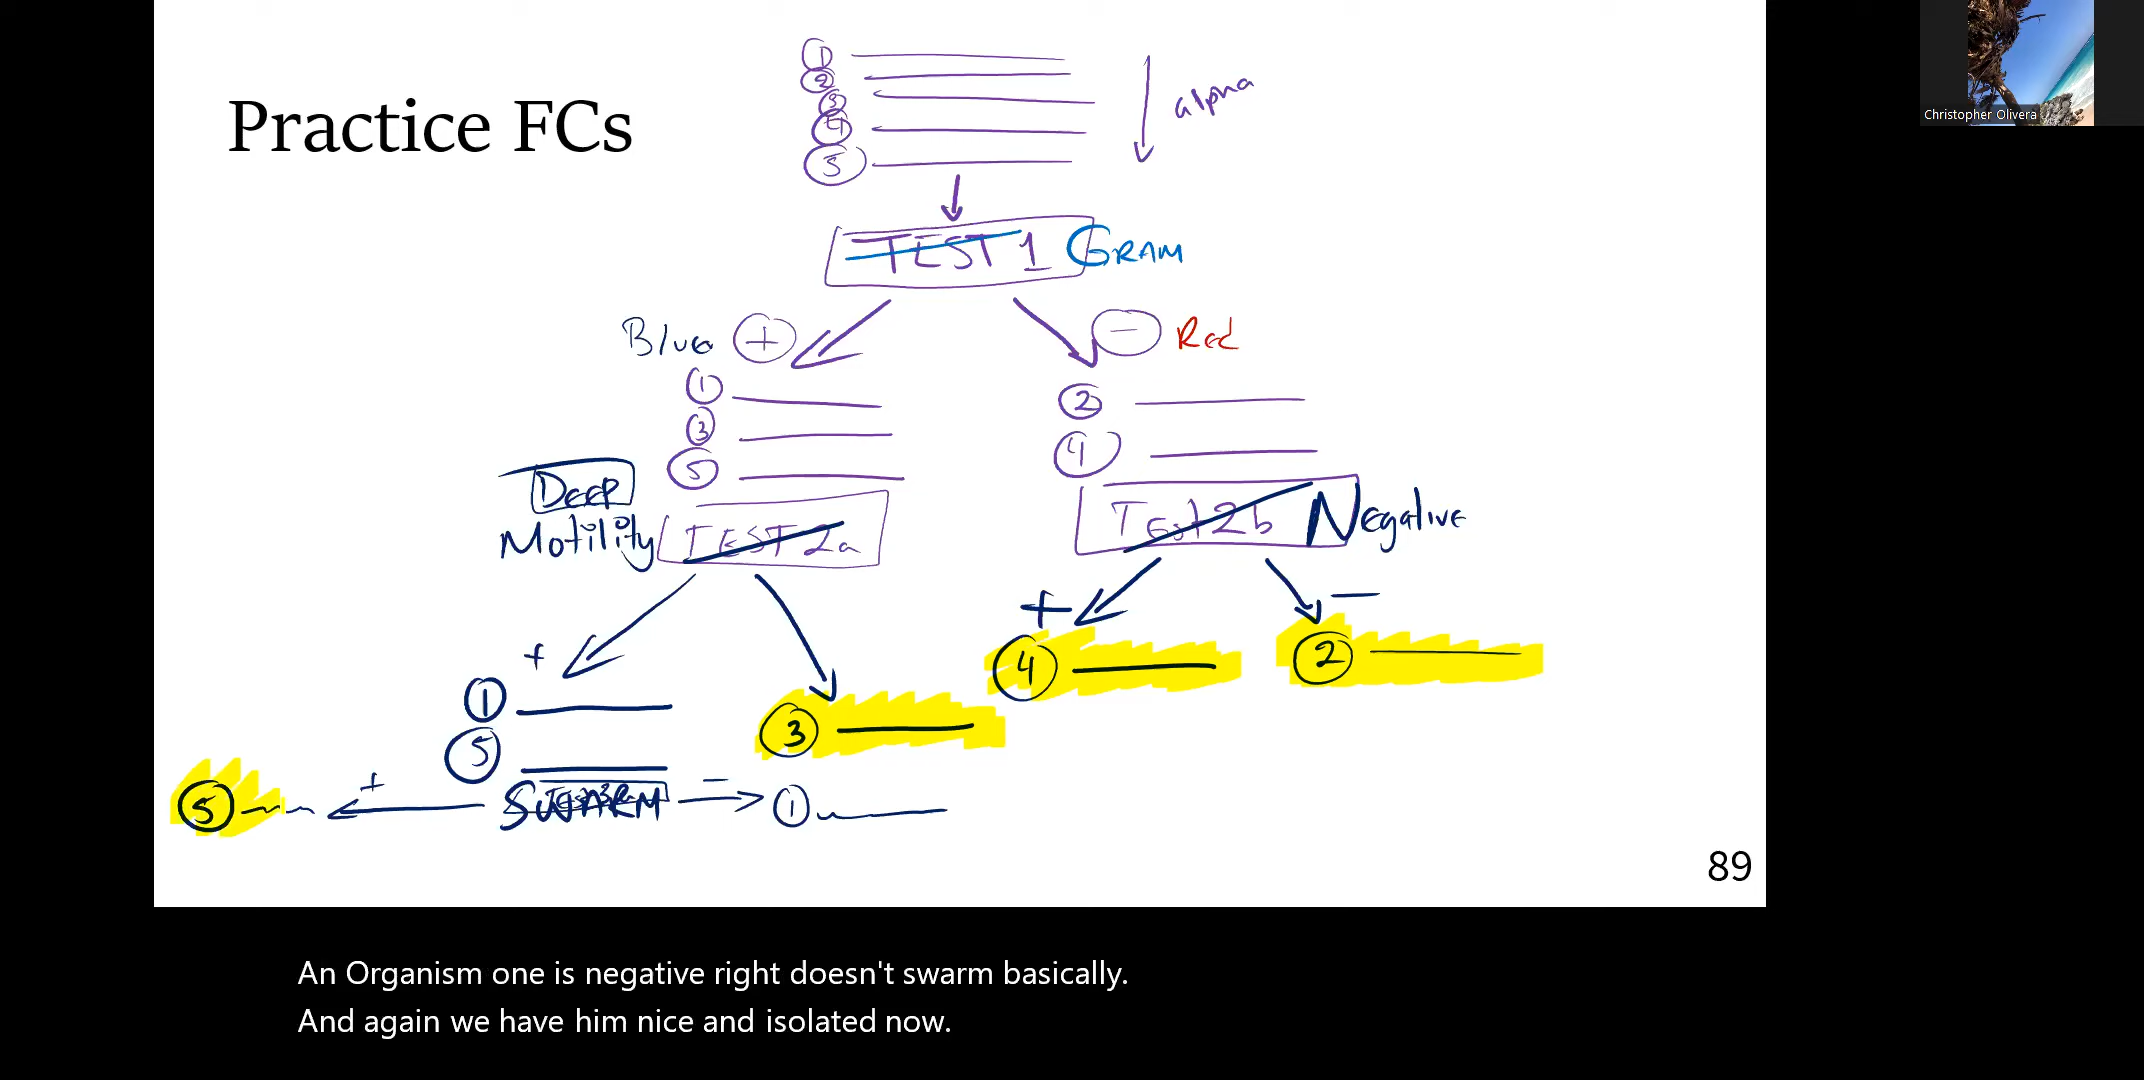 Practice FCs
1
2
3
4
5
alpha
TEST 1 GRAM
Blue +
- Red
1
3
5
2
4
DEEP
Motility TEST 2a
Test 2b Negative
+
-
+
4
2
1
5
3
5 + SWARM - 1
89
Christopher Olivera
An Organism one is negative right doesn't swarm basically.
And again we have him nice and isolated now.